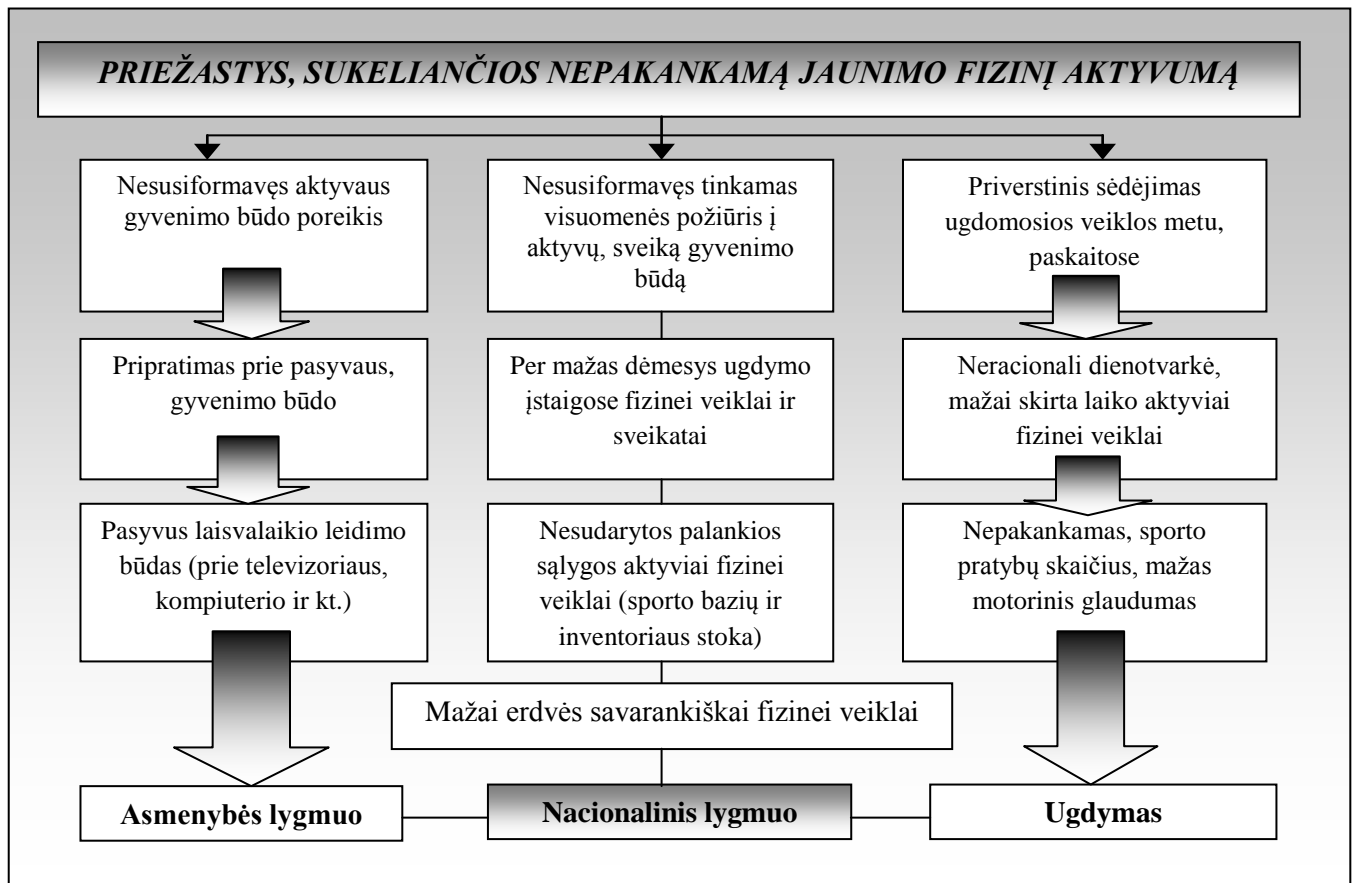 PRIEŽASTYS, SUKELIANČIOS NEPAKANKAMĄ JAUNIMO FIZINĮ AKTYVUMĄ
Nesusiformavęs aktyvaus
gyvenimo būdo poreikis
Pripratimas prie pasyvaus,
gyvenimo būdo
Pasyvus laisvalaikio leidimo
būdas (prie televizoriaus,
kompiuterio ir kt.)
Asmenybės lygmuo
Nesusiformavęs tinkamas
visuomenės požiūris į
aktyvų, sveiką gyvenimo
būdą
Per mažas dėmesys ugdymo
įstaigose fizinei veiklai ir
sveikatai
Nesudarytos palankios
sąlygos aktyviai fizinei
veiklai (sporto bazių ir
inventoriaus stoka)
Mažai erdvės savarankiškai fizinei veiklai
Nacionalinis lygmuo
Priverstinis sėdėjimas
ugdomosios veiklos metu,
paskaitose
Neracionali dienotvarkė,
mažai skirta laiko aktyviai
fizinei veiklai
Nepakankamas, sporto
pratybų skaičius, mažas
motorinis glaudumas
Ugdymas